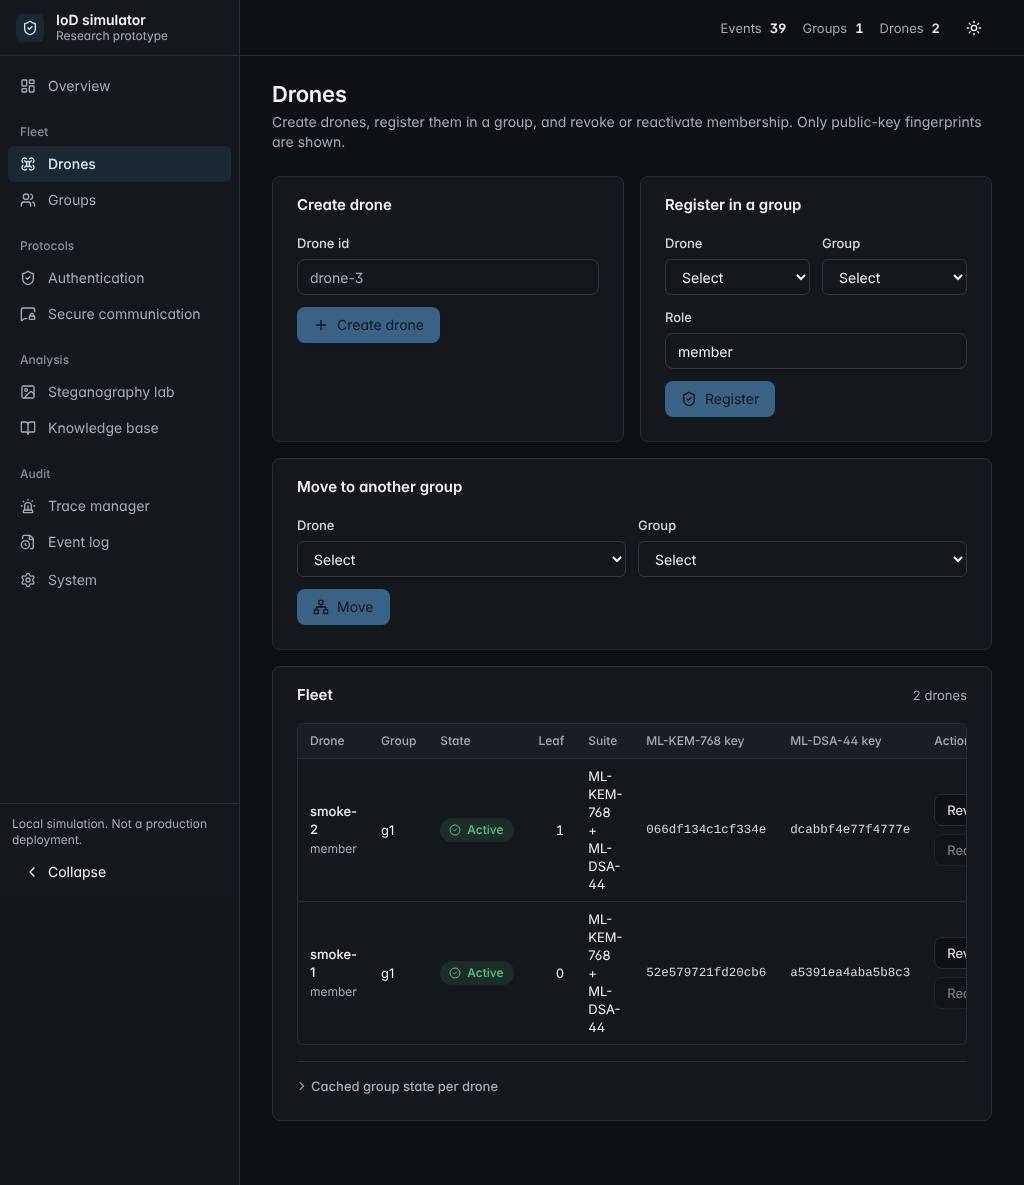 IoD simulator
Research prototype
Events 39 Groups 1 Drones 2
Overview
Fleet
Drones
Groups
Protocols
Authentication
Secure communication
Analysis
Steganography lab
Knowledge base
Audit
Trace manager
Event log
System
Local simulation. Not a production
deployment.
Collapse
Drones
Create drones, register them in a group, and revoke or reactivate membership. Only public-key fingerprints
are shown.
Create drone
Drone id
drone-3
Create drone
Register in a group
Drone Group
Select Select
Role
member
Register
Move to another group
Drone Group
Select Select
Move
Fleet 2 drones
Drone Group State Leaf Suite ML-KEM-768 key ML-DSA-44 key Action
smoke-
2
member
g1
Active
1
ML-
KEM-
768
+
ML-
DSA-
44
066df134c1cf334e
dcabbf4e77f4777e
Rev
Rea
smoke-
1
member
g1
Active
0
ML-
KEM-
768
+
ML-
DSA-
44
52e579721fd20cb6
a5391ea4aba5b8c3
Rev
Rea
Cached group state per drone